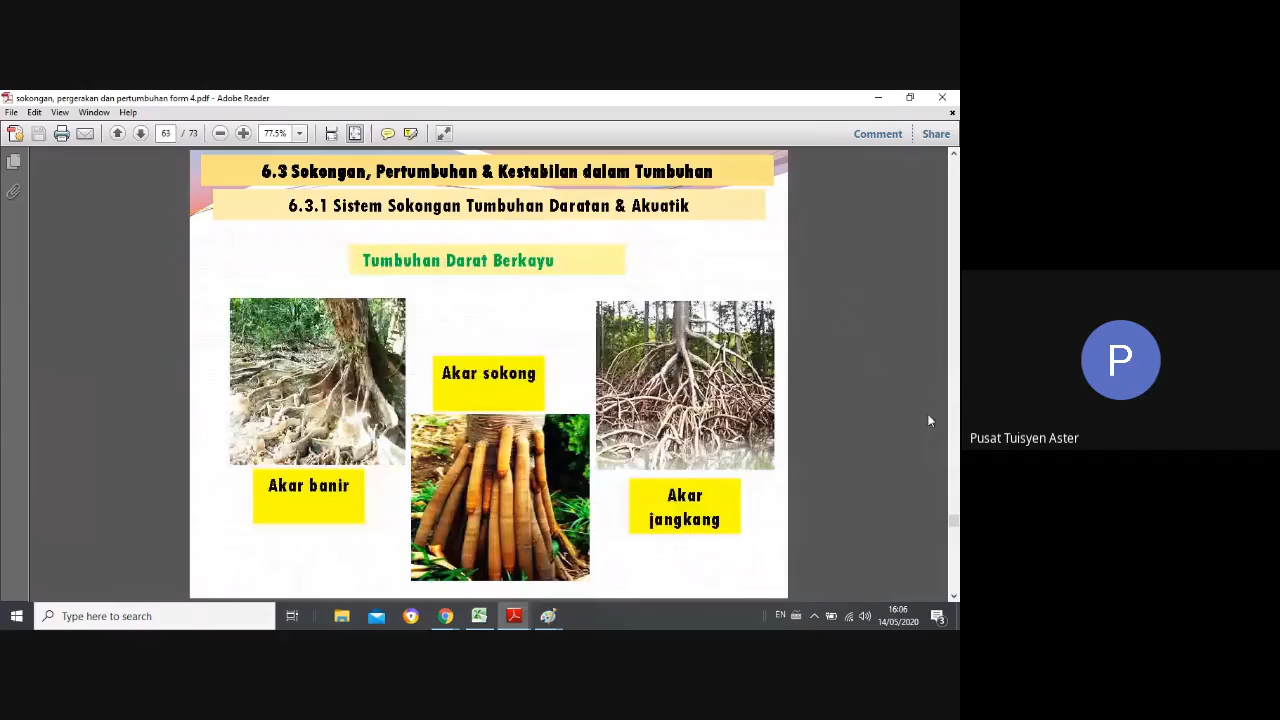 sokongan, pergerakan dan pertumbuhan form 4.pdf - Adobe Reader
File Edit View Window Help
63 / 73 77.5% Comment Share
6.3 Sokongan, Pertumbuhan & Kestabilan dalam Tumbuhan
6.3.1 Sistem Sokongan Tumbuhan Daratan & Akuatik
Tumbuhan Darat Berkayu
Akar sokong
Akar banir
Akar
jangkang
P
Pusat Tuisyen Aster
Type here to search
EN
16:06
14/05/2020
3